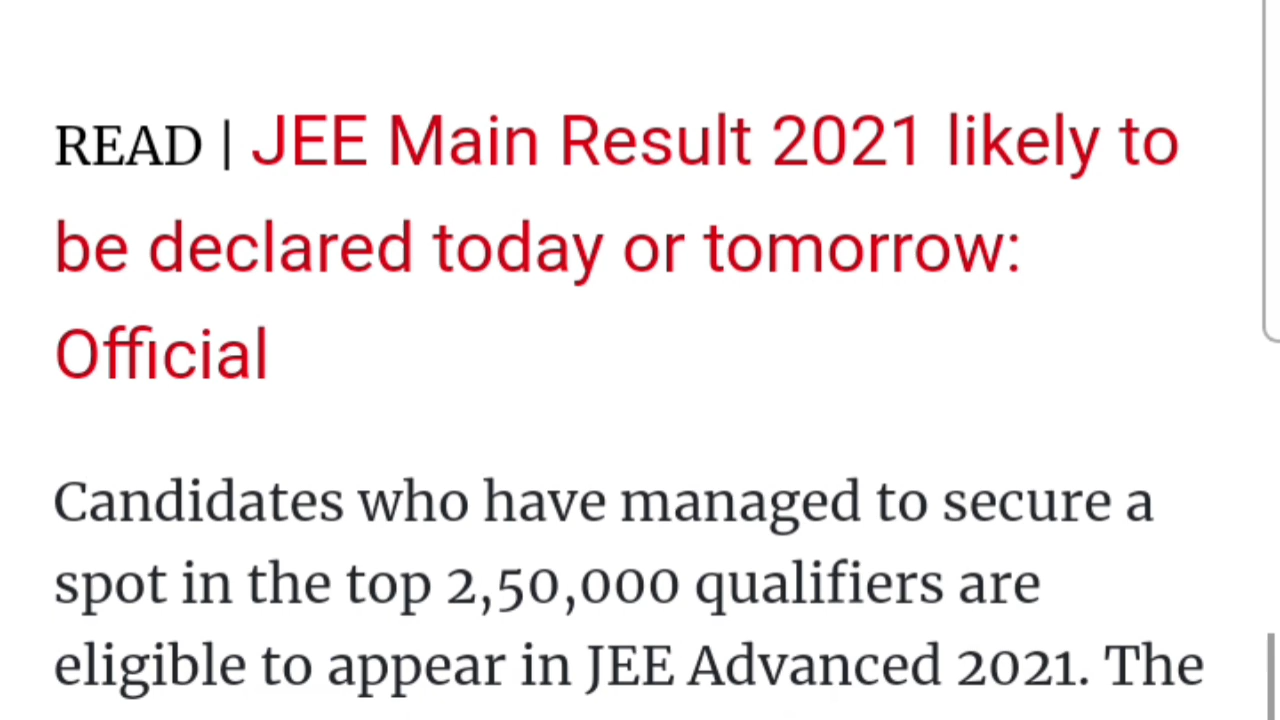 READ | JEE Main Result 2021 likely to
be declared today or tomorrow:
Official
Candidates who have managed to secure a
spot in the top 2,50,000 qualifiers are
eligible to appear in JEE Advanced 2021. The